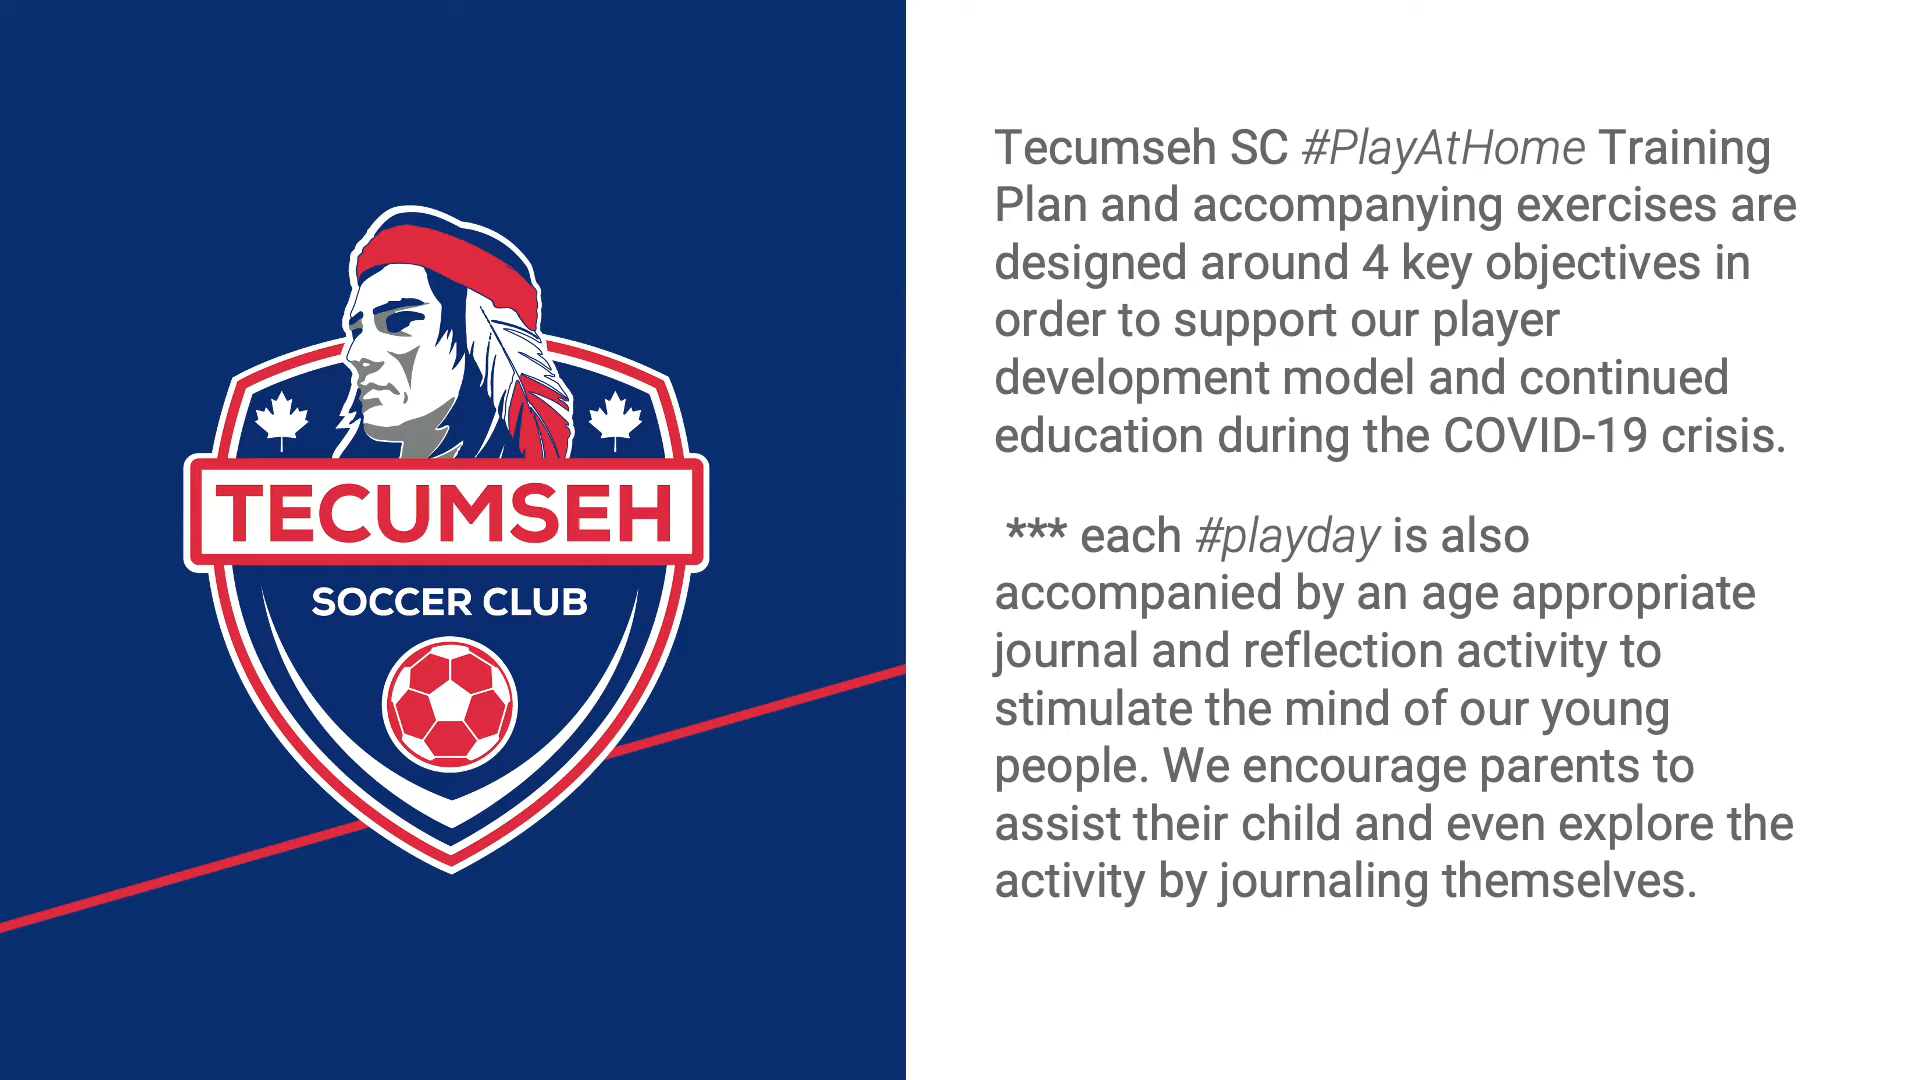 TECUMSEH
SOCCER CLUB
Tecumseh SC #PlayAtHome Training
Plan and accompanying exercises are
designed around 4 key objectives in
order to support our player
development model and continued
education during the COVID-19 crisis.
*** each #playday is also
accompanied by an age appropriate
journal and reflection activity to
stimulate the mind of our young
people. We encourage parents to
assist their child and even explore the
activity by journaling themselves.